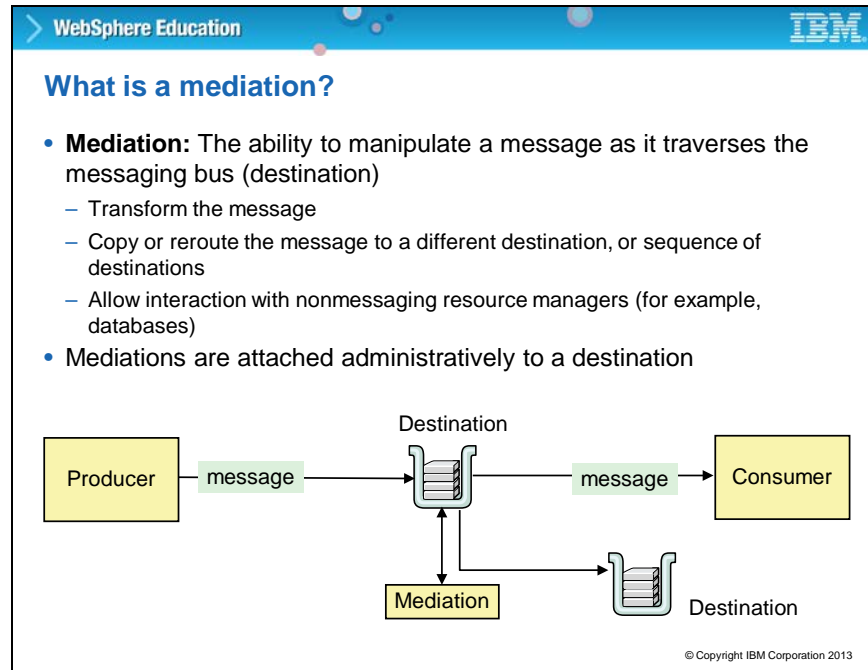 WebSphere Education
IBM
What is a mediation?
• Mediation: The ability to manipulate a message as it traverses the
messaging bus (destination)
– Transform the message
– Copy or reroute the message to a different destination, or sequence of
destinations
– Allow interaction with nonmessaging resource managers (for example,
databases)
• Mediations are attached administratively to a destination
Destination
Producer
message
message
Consumer
Mediation
Destination
© Copyright IBM Corporation 2013